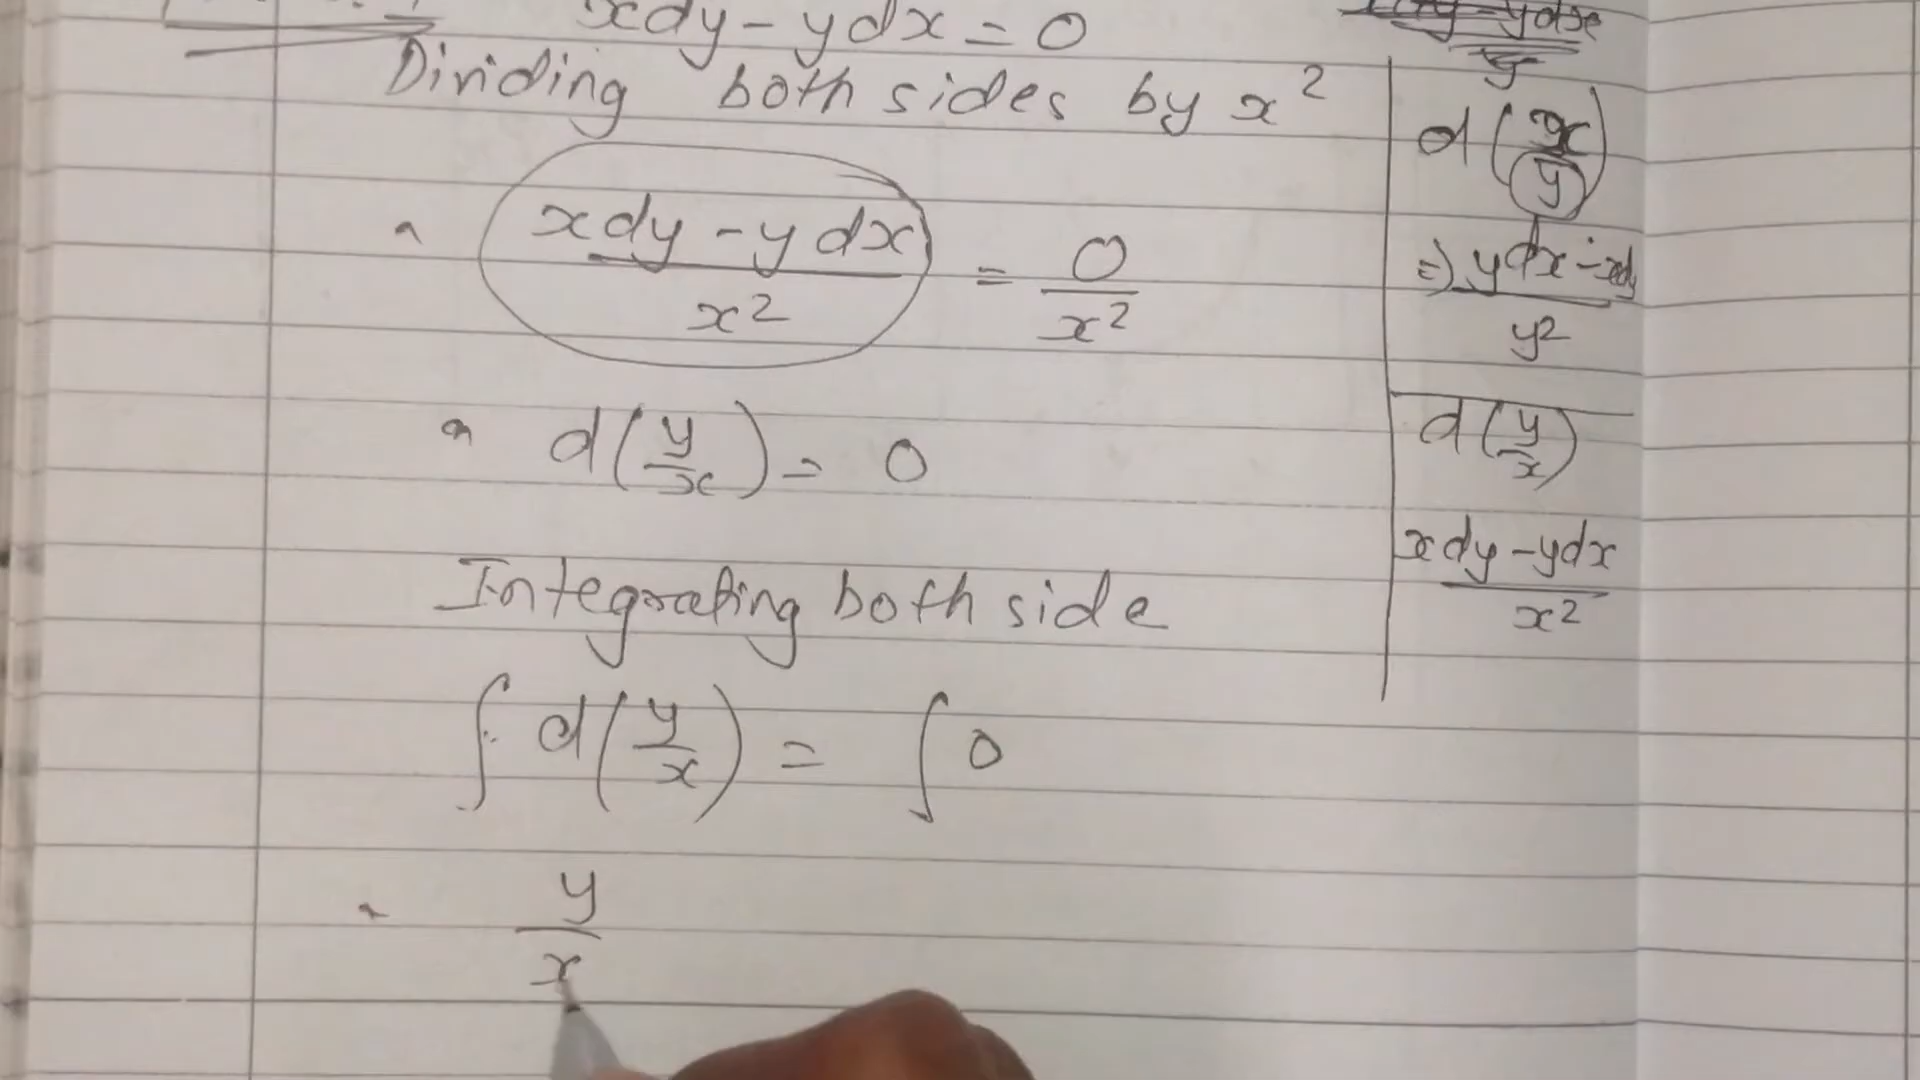 xdy - ydx = 0
Dividing both sides by x²
xdy - ydx / x² = 0 / x²
d(y/x) = 0
Integrating both side
∫ d(y/x) = ∫ 0
y/x
d(x/y)
⇒ ydx - xdy / y²
d(y/x)
xdy - ydx / x²